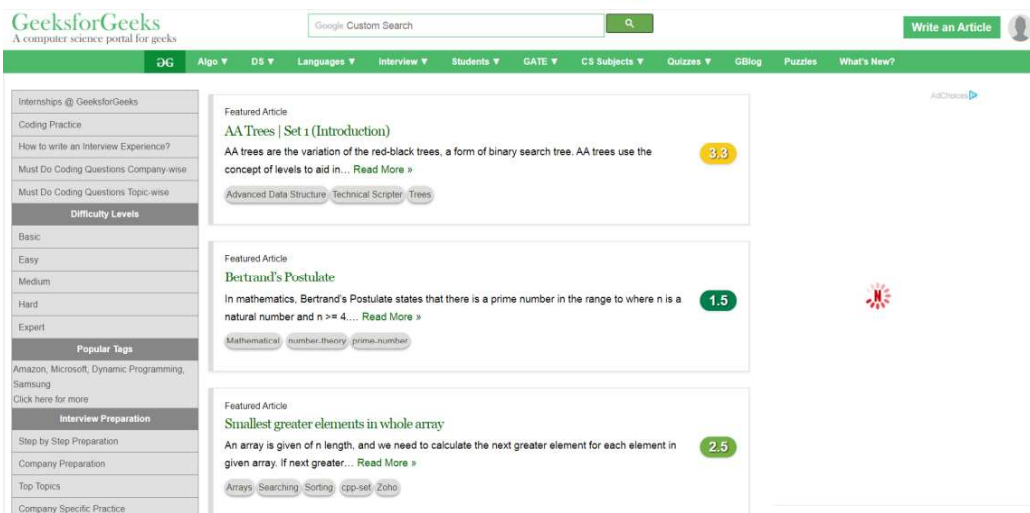 GeeksforGeeks
A computer science portal for geeks
Google Custom Search
Write an Article
GG Algo ▼ DS ▼ Languages ▼ Interview ▼ Students ▼ GATE ▼ CS Subjects ▼ Quizzes ▼ GBlog Puzzles What's New?
Internships @ GeeksforGeeks
Coding Practice
How to write an Interview Experience?
Must Do Coding Questions Company-wise
Must Do Coding Questions Topic-wise
Difficulty Levels
Basic
Easy
Medium
Hard
Expert
Popular Tags
Amazon, Microsoft, Dynamic Programming,
Samsung
Click here for more
Interview Preparation
Step by Step Preparation
Company Preparation
Top Topics
Company Specific Practice
Featured Article
AA Trees | Set 1 (Introduction)
AA trees are the variation of the red-black trees, a form of binary search tree. AA trees use the
concept of levels to aid in… Read More »
3.3
Advanced Data Structure Technical Scripter Trees
Featured Article
Bertrand's Postulate
In mathematics, Bertrand's Postulate states that there is a prime number in the range to where n is a
natural number and n >= 4.… Read More »
1.5
Mathematical number-theory prime-number
Featured Article
Smallest greater elements in whole array
An array is given of n length, and we need to calculate the next greater element for each element in
given array. If next greater… Read More »
2.5
Arrays Searching Sorting cpp-set Zoho
AdChoices
N